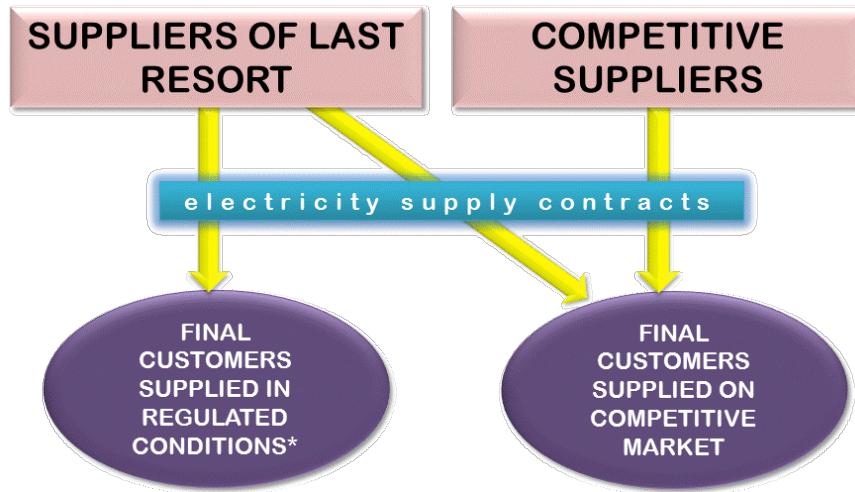 SUPPLIERS OF LAST
RESORT
COMPETITIVE
SUPPLIERS
electricity supply contracts
FINAL
CUSTOMERS
SUPPLIED IN
REGULATED
CONDITIONS*
FINAL
CUSTOMERS
SUPPLIED ON
COMPETITIVE
MARKET